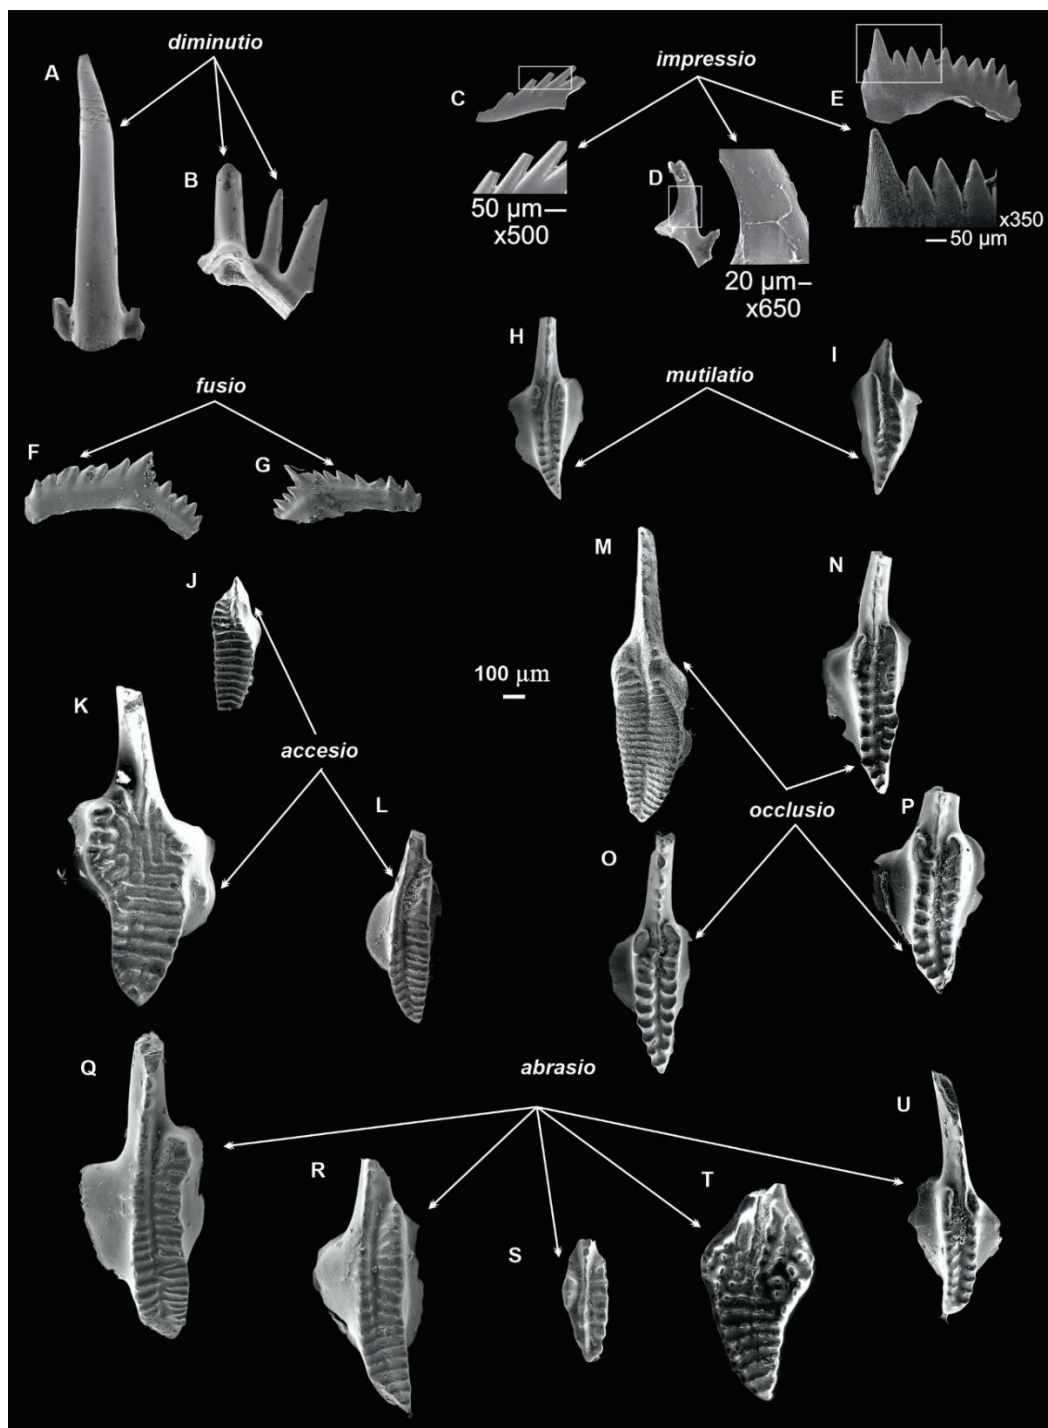 diminutio
A
B
impressio
C
50 µm
x500
D
20 µm
x650
E
x350
50 µm
fusio
F
G
mutilatio
H
I
J
K
accesio
L
100 µm
M
N
occlusio
O
P
abrasio
Q
R
S
T
U